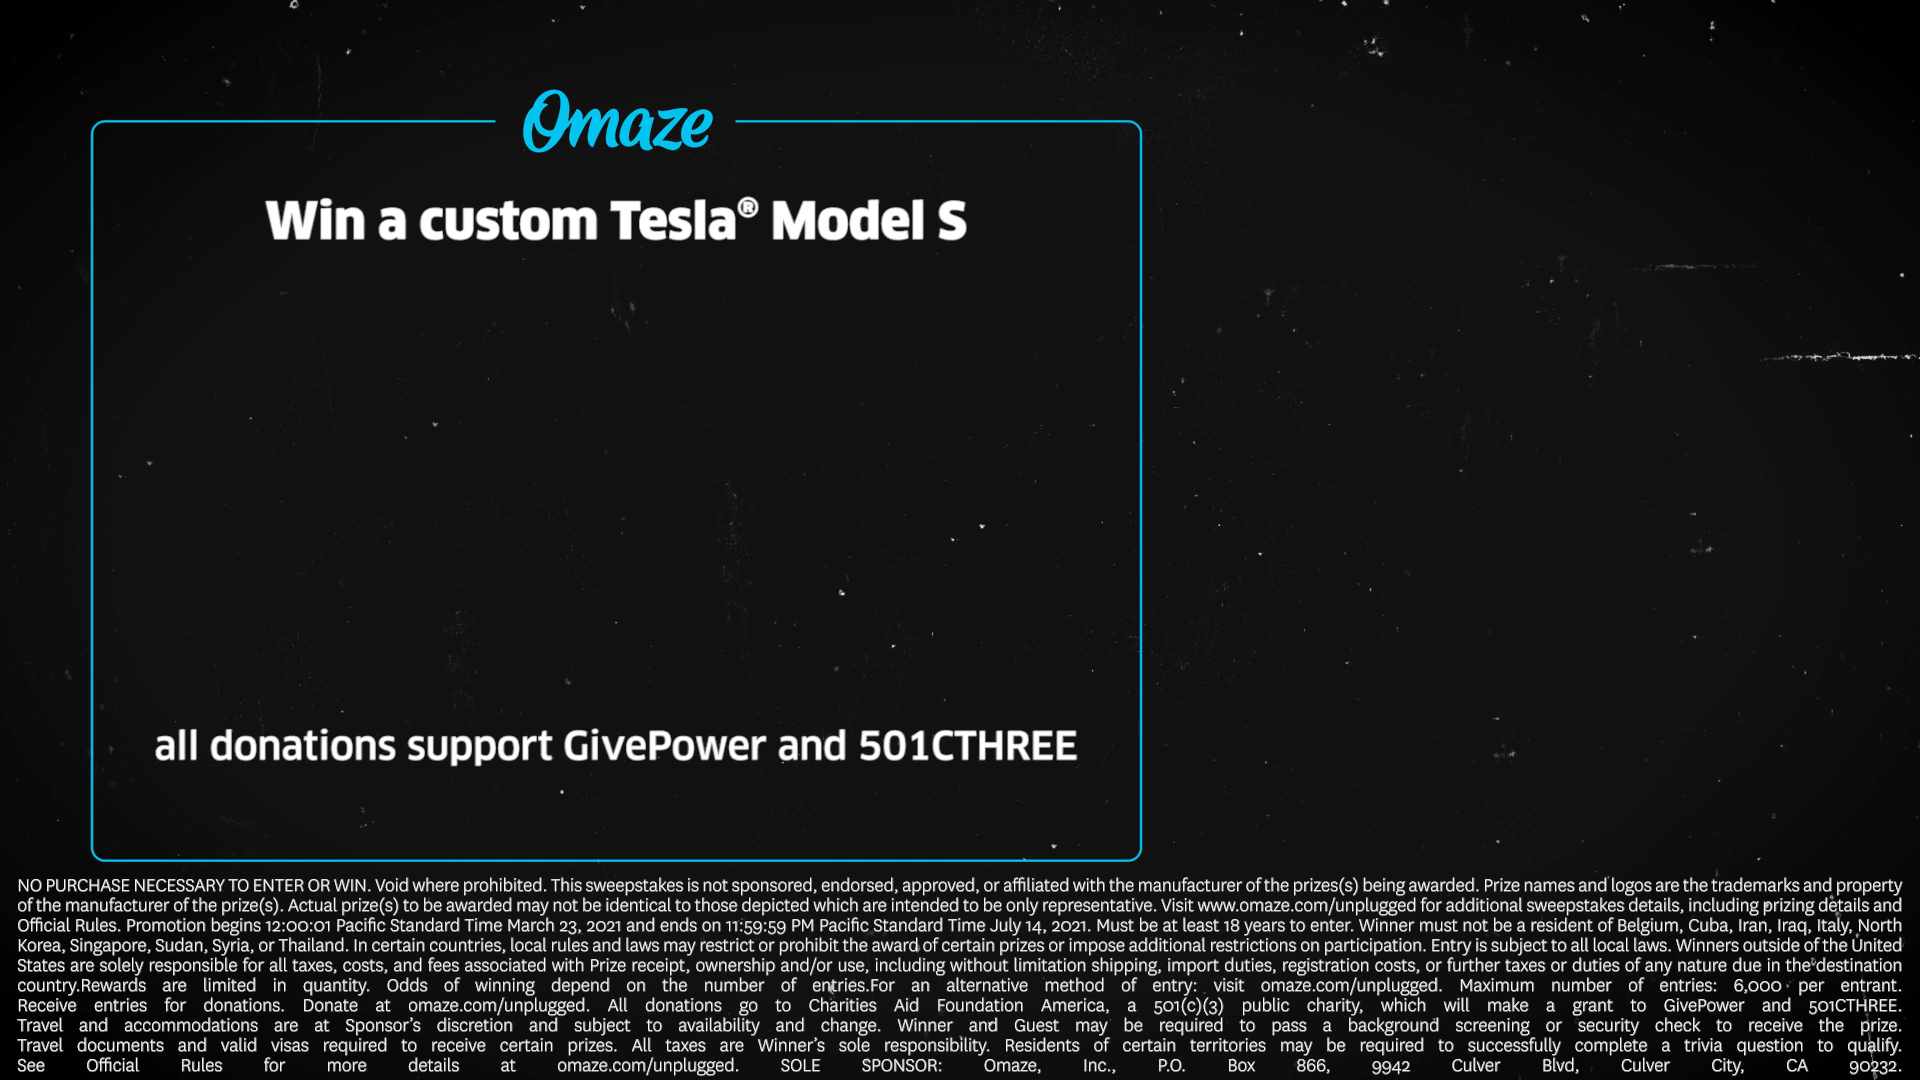 Omaze
Win a custom Tesla® Model S
all donations support GivePower and 501CTHREE
NO PURCHASE NECESSARY TO ENTER OR WIN. Void where prohibited. This sweepstakes is not sponsored, endorsed, approved, or affiliated with the manufacturer of the prizes(s) being awarded. Prize names and logos are the trademarks and property
of the manufacturer of the prize(s). Actual prize(s) to be awarded may not be identical to those depicted which are intended to be only representative. Visit www.omaze.com/unplugged for additional sweepstakes details, including prizing details and
Official Rules. Promotion begins 12:00:01 Pacific Standard Time March 23, 2021 and ends on 11:59:59 PM Pacific Standard Time July 14, 2021. Must be at least 18 years to enter. Winner must not be a resident of Belgium, Cuba, Iran, Iraq, Italy, North
Korea, Singapore, Sudan, Syria, or Thailand. In certain countries, local rules and laws may restrict or prohibit the award of certain prizes or impose additional restrictions on participation. Entry is subject to all local laws. Winners outside of the United
States are solely responsible for all taxes, costs, and fees associated with Prize receipt, ownership and/or use, including without limitation shipping, import duties, registration costs, or further taxes or duties of any nature due in the destination
country.Rewards are limited in quantity. Odds of winning depend on the number of entries.For an alternative method of entry: visit omaze.com/unplugged. Maximum number of entries: 6,000 per entrant.
Receive entries for donations. Donate at omaze.com/unplugged. All donations go to Charities Aid Foundation America, a 501(c)(3) public charity, which will make a grant to GivePower and 501CTHREE.
Travel and accommodations are at Sponsor's discretion and subject to availability and change. Winner and Guest may be required to pass a background screening or security check to receive the prize.
Travel documents and valid visas required to receive certain prizes. All taxes are Winner's sole responsibility. Residents of certain territories may be required to successfully complete a trivia question to qualify.
See Official Rules for more details at omaze.com/unplugged. SOLE SPONSOR: Omaze, Inc., P.O. Box 866, 9942 Culver Blvd, Culver City, CA 90232.